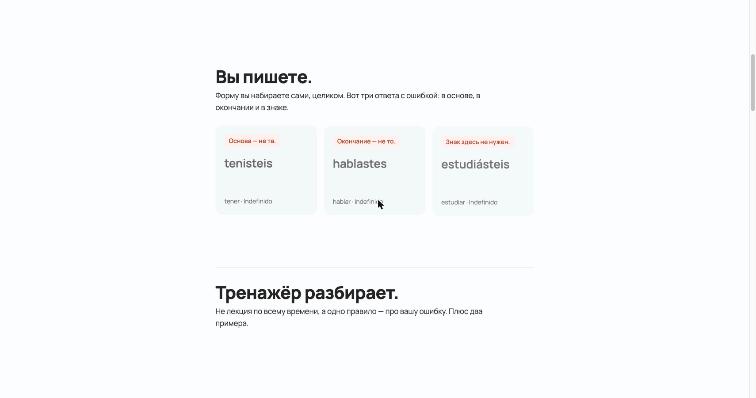 Вы пишете.
Форму вы набираете сами, целиком. Вот три ответа с ошибкой: в основе, в
окончании и в знаке.
Основа — не та.
tenisteis
tener · Indefinido
Окончание — не то.
hablastes
hablar · Indefinido
Знак здесь не нужен.
estudiásteis
estudiar · Indefinido
Тренажёр разбирает.
Не лекция по всему времени, а одно правило — про вашу ошибку. Плюс два
примера.